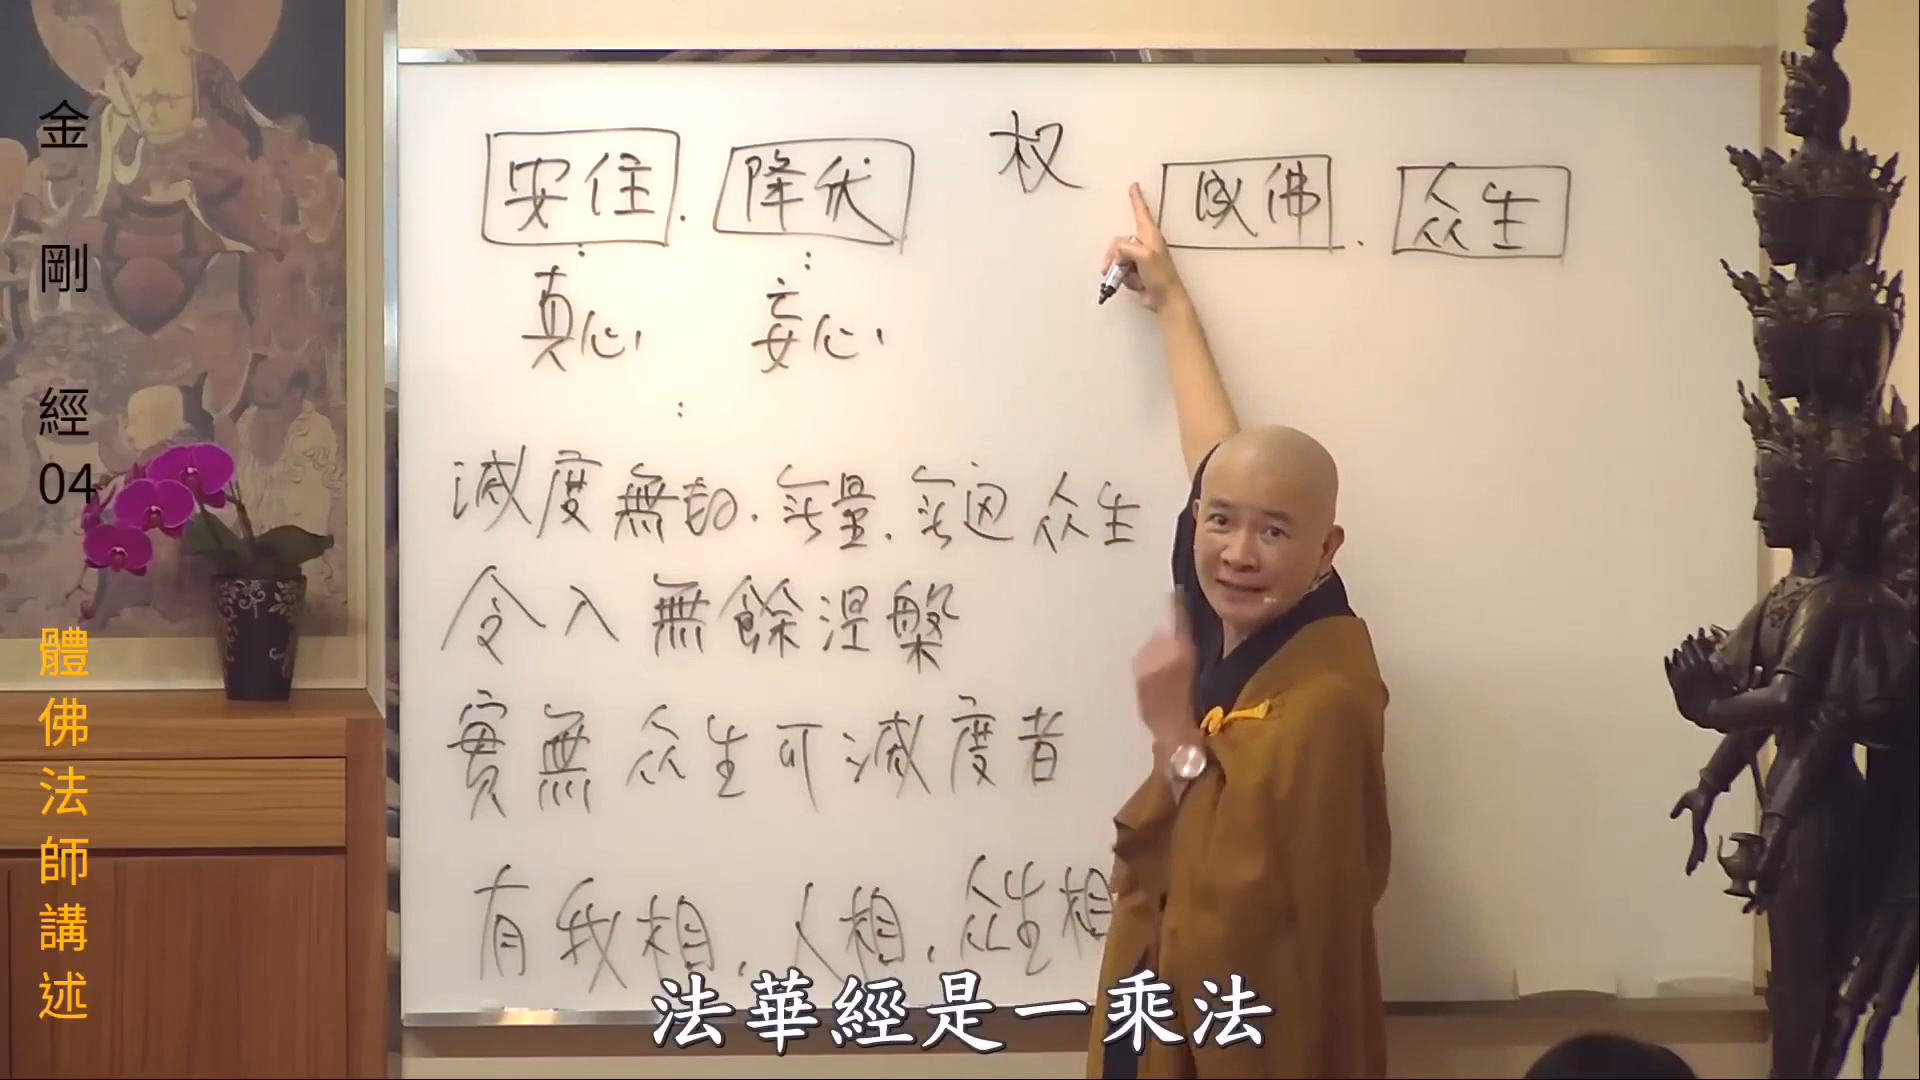 金剛經04
體佛法師講述
安住.降伏 权 成佛.众生
真心 妄心
滅度無.無量.無边众生
令入無餘涅槃
實無众生可滅度者
有我相.人相.众生相
法華經是一乘法